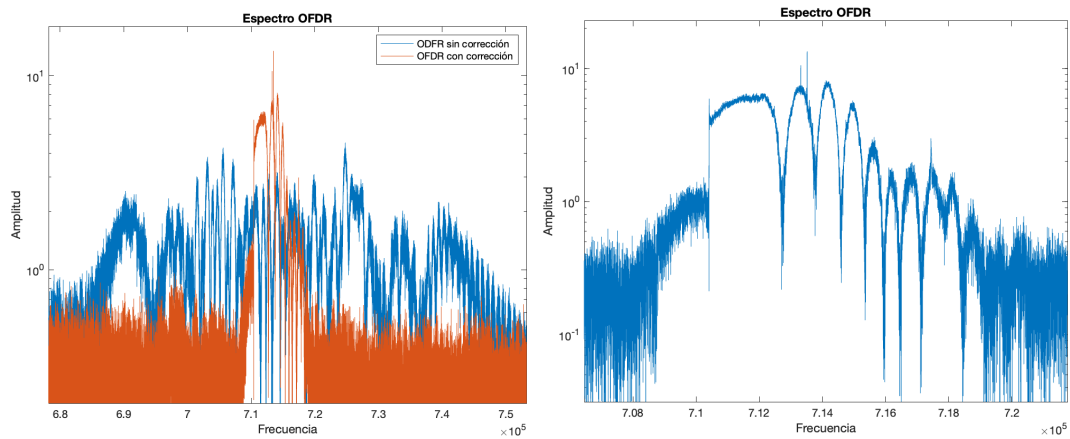 Espectro OFDR
ODFR sin corrección
OFDR con corrección
10^1
10^0
Amplitud
6.8 6.9 7 7.1 7.2 7.3 7.4 7.5
×10^5
Frecuencia
Espectro OFDR
10^1
10^0
10^-1
Amplitud
7.08 7.1 7.12 7.14 7.16 7.18 7.2
×10^5
Frecuencia